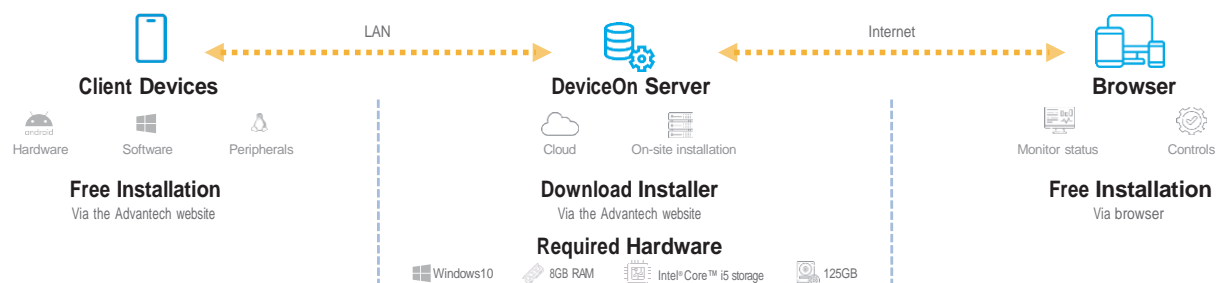 LAN
Internet
Client Devices
DeviceOn Server
Browser
android
Hardware
Software
Peripherals
Cloud
On-site installation
Monitor status
Controls
Free Installation
Via the Advantech website
Download Installer
Via the Advantech website
Free Installation
Via browser
Required Hardware
Windows10
8GB RAM
Intel® Core™ i5 storage
125GB